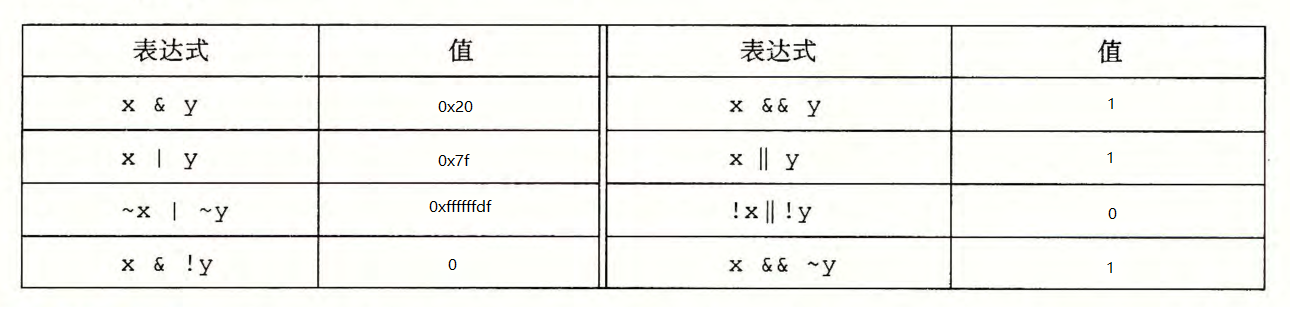 表达式 值 表达式 值
x & y 0x20 x && y 1
x | y 0x7f x ‖ y 1
~x | ~y 0xffffffdf !x‖!y 0
x & !y 0 x && ~y 1